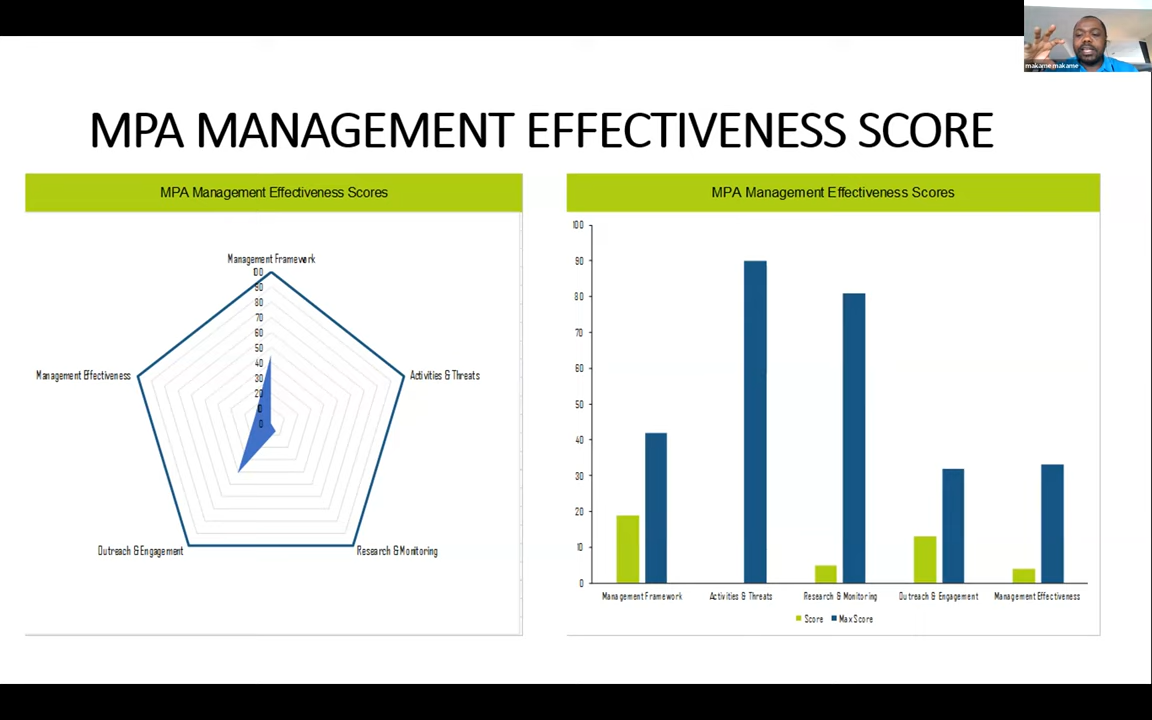 makame makame
MPA MANAGEMENT EFFECTIVENESS SCORE
MPA Management Effectiveness Scores
Management Framework
100
90
80
70
60
50
40
30
20
10
0
Management Effectiveness
Activities & Threats
Outreach & Engagement
Research & Monitoring
MPA Management Effectiveness Scores
100
90
80
70
60
50
40
30
20
10
0
Management Framework Activities & Threats Research & Monitoring Outreach & Engagement Management Effectiveness
Score Max Score